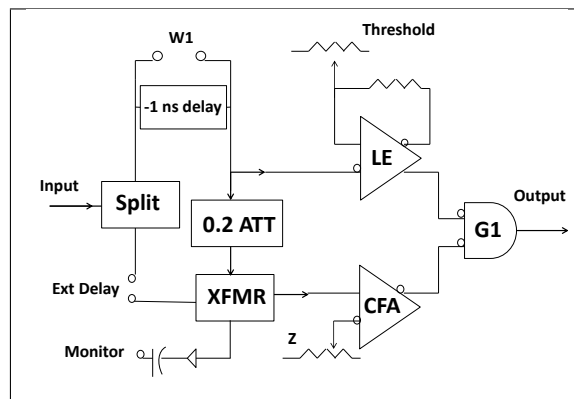 W1
Threshold
-1 ns delay
LE
Input
Split
Output
0.2 ATT
G1
Ext Delay
XFMR
CFA
Monitor
Z